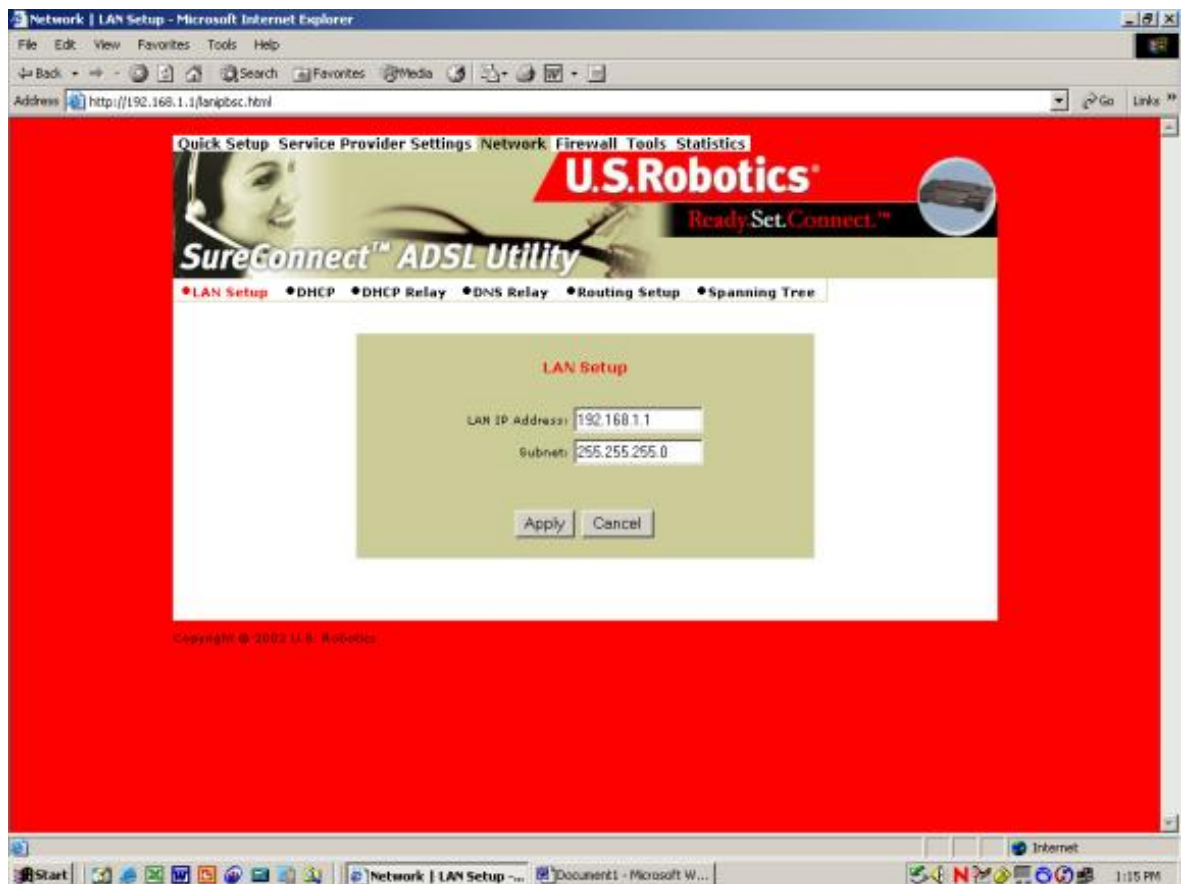 Network | LAN Setup - Microsoft Internet Explorer
File Edit View Favorites Tools Help
Back Search Favorites Media
Address http://192.168.1.1/lanipbsc.html Go Links »
Quick Setup Service Provider Settings Network Firewall Tools Statistics
U.S.Robotics®
Ready.Set.Connect.™
SureConnect™ ADSL Utility
LAN Setup DHCP DHCP Relay DNS Relay Routing Setup Spanning Tree
LAN Setup
LAN IP Address: 192.168.1.1
Subnet: 255.255.255.0
Apply Cancel
Copyright © 2002 U.S. Robotics
Internet
Start Network | LAN Setup -... Document1 - Microsoft W... 1:15 PM